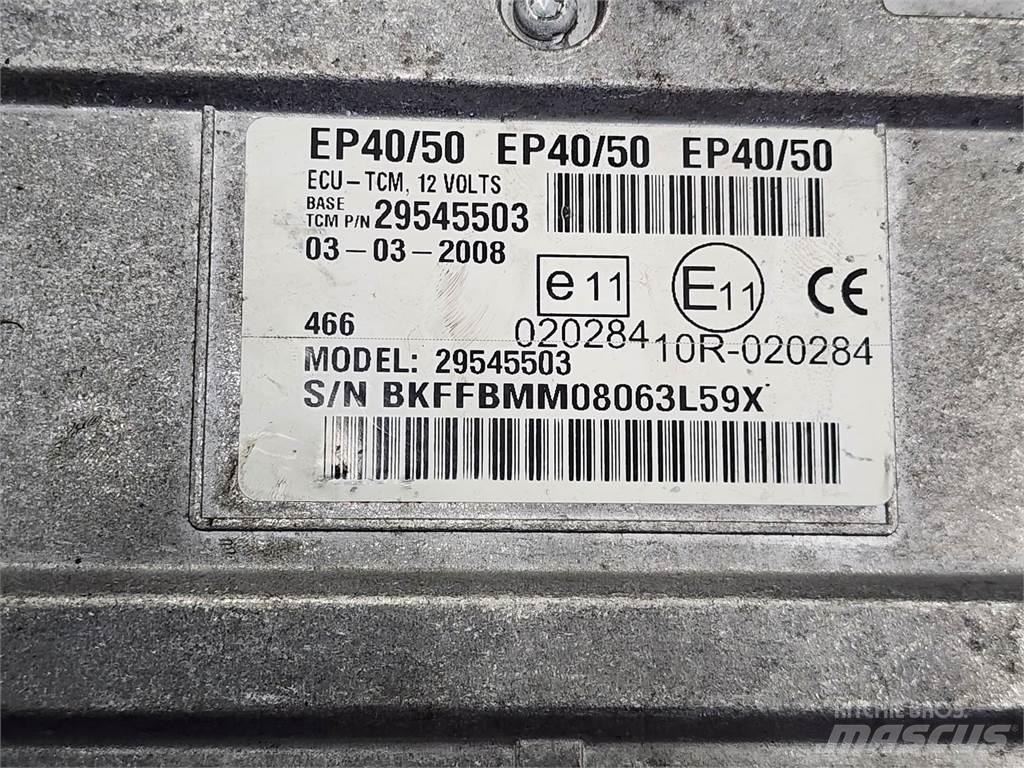 EP40/50 EP40/50 EP40/50
ECU-TCM, 12 VOLTS
BASE
TCM P/N 29545503
03-03-2008
e11
E11
CE
020284
10R-020284
466
MODEL: 29545503
S/N BKFFBMM08063L59X
RITCHIE BROS.
mascus